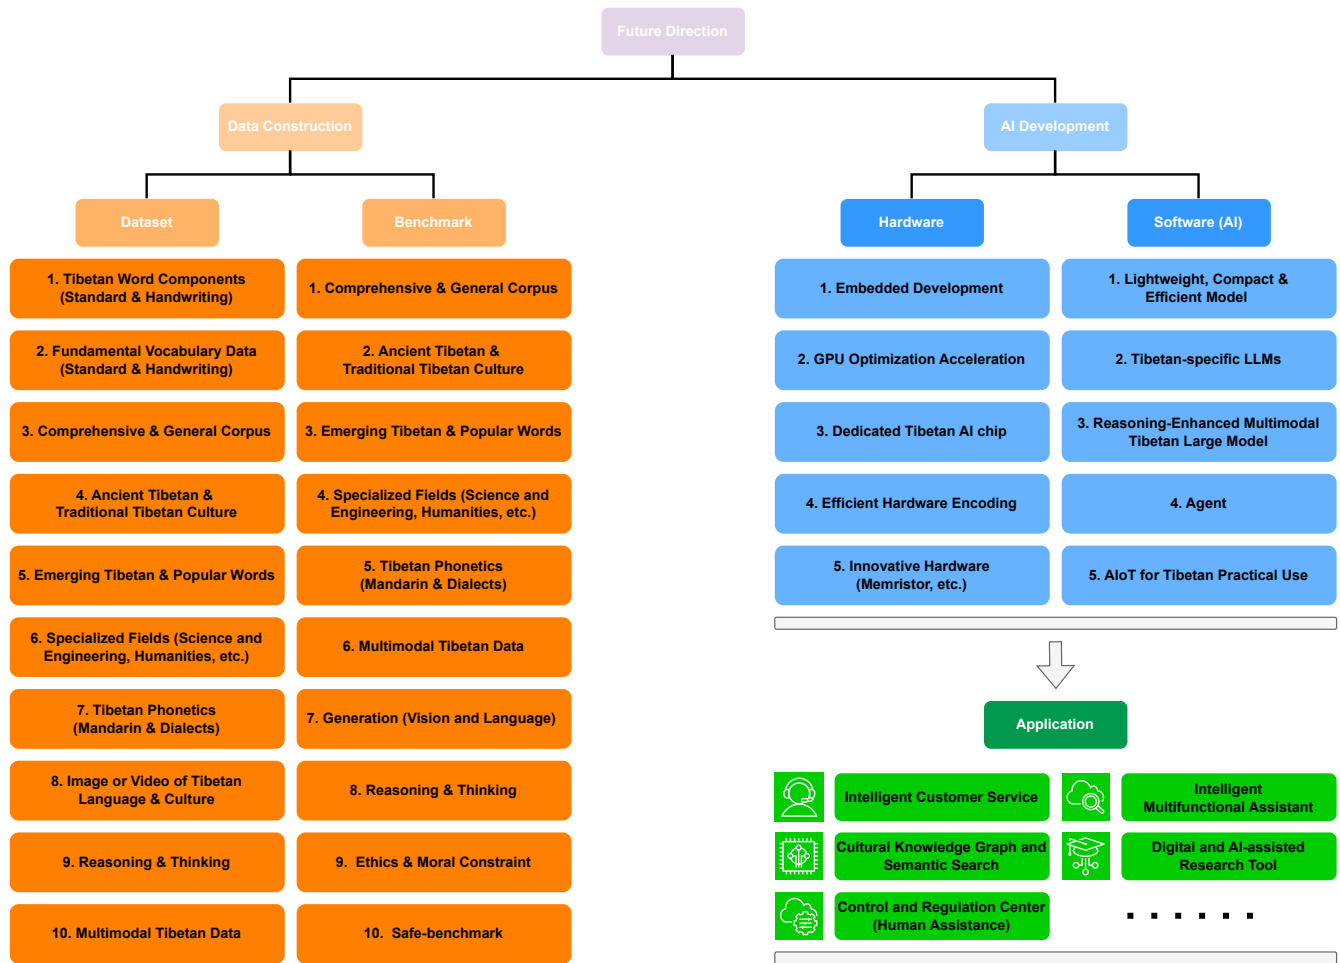 Future Direction
Data Construction
AI Development
Dataset
Benchmark
Hardware
Software (AI)
1. Tibetan Word Components
(Standard & Handwriting)
2. Fundamental Vocabulary Data
(Standard & Handwriting)
3. Comprehensive & General Corpus
4. Ancient Tibetan &
Traditional Tibetan Culture
5. Emerging Tibetan & Popular Words
6. Specialized Fields (Science and
Engineering, Humanities, etc.)
7. Tibetan Phonetics
(Mandarin & Dialects)
8. Image or Video of Tibetan
Language & Culture
9. Reasoning & Thinking
10. Multimodal Tibetan Data
1. Comprehensive & General Corpus
2. Ancient Tibetan &
Traditional Tibetan Culture
3. Emerging Tibetan & Popular Words
4. Specialized Fields (Science and
Engineering, Humanities, etc.)
5. Tibetan Phonetics
(Mandarin & Dialects)
6. Multimodal Tibetan Data
7. Generation (Vision and Language)
8. Reasoning & Thinking
9. Ethics & Moral Constraint
10. Safe-benchmark
1. Embedded Development
2. GPU Optimization Acceleration
3. Dedicated Tibetan AI chip
4. Efficient Hardware Encoding
5. Innovative Hardware
(Memristor, etc.)
1. Lightweight, Compact &
Efficient Model
2. Tibetan-specific LLMs
3. Reasoning-Enhanced Multimodal
Tibetan Large Model
4. Agent
5. AIoT for Tibetan Practical Use
Application
Intelligent Customer Service
Intelligent
Multifunctional Assistant
Cultural Knowledge Graph and
Semantic Search
Digital and AI-assisted
Research Tool
Control and Regulation Center
(Human Assistance)
. . . . . .